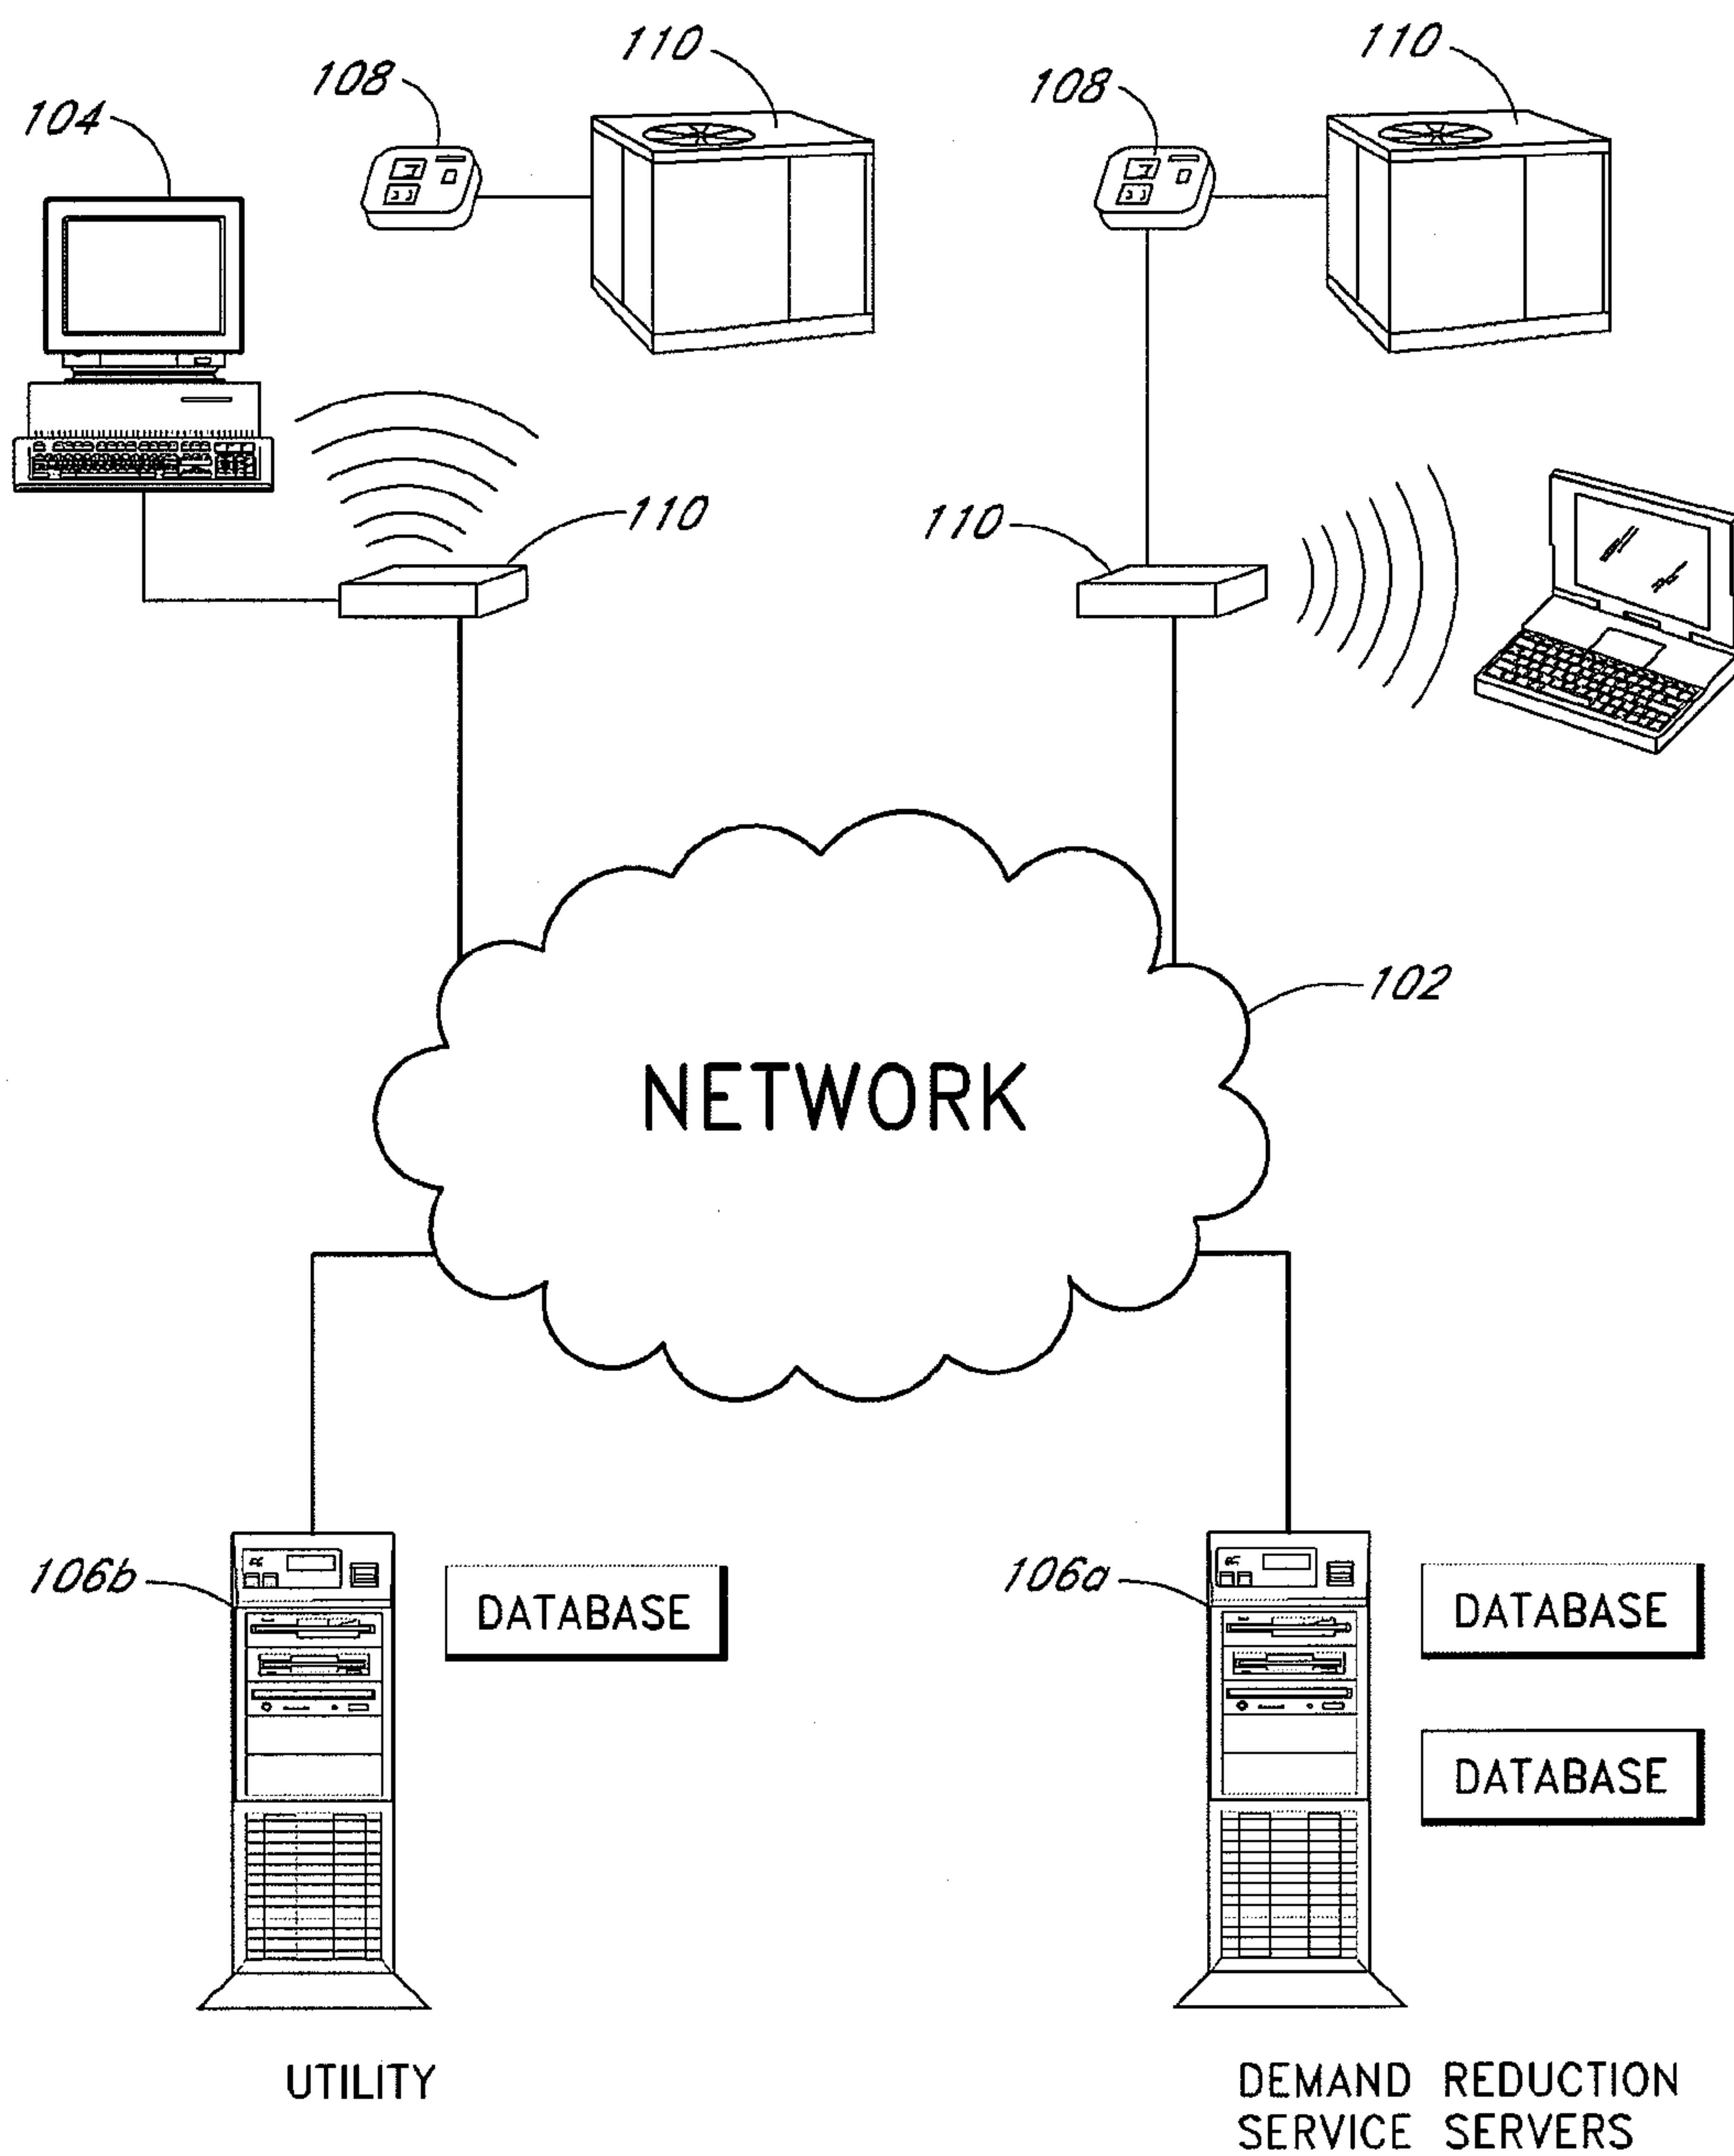 110
110
108
108
104
110
110
102
NETWORK
106b
DATABASE
106a
DATABASE
DATABASE
UTILITY
DEMAND REDUCTION
SERVICE SERVERS